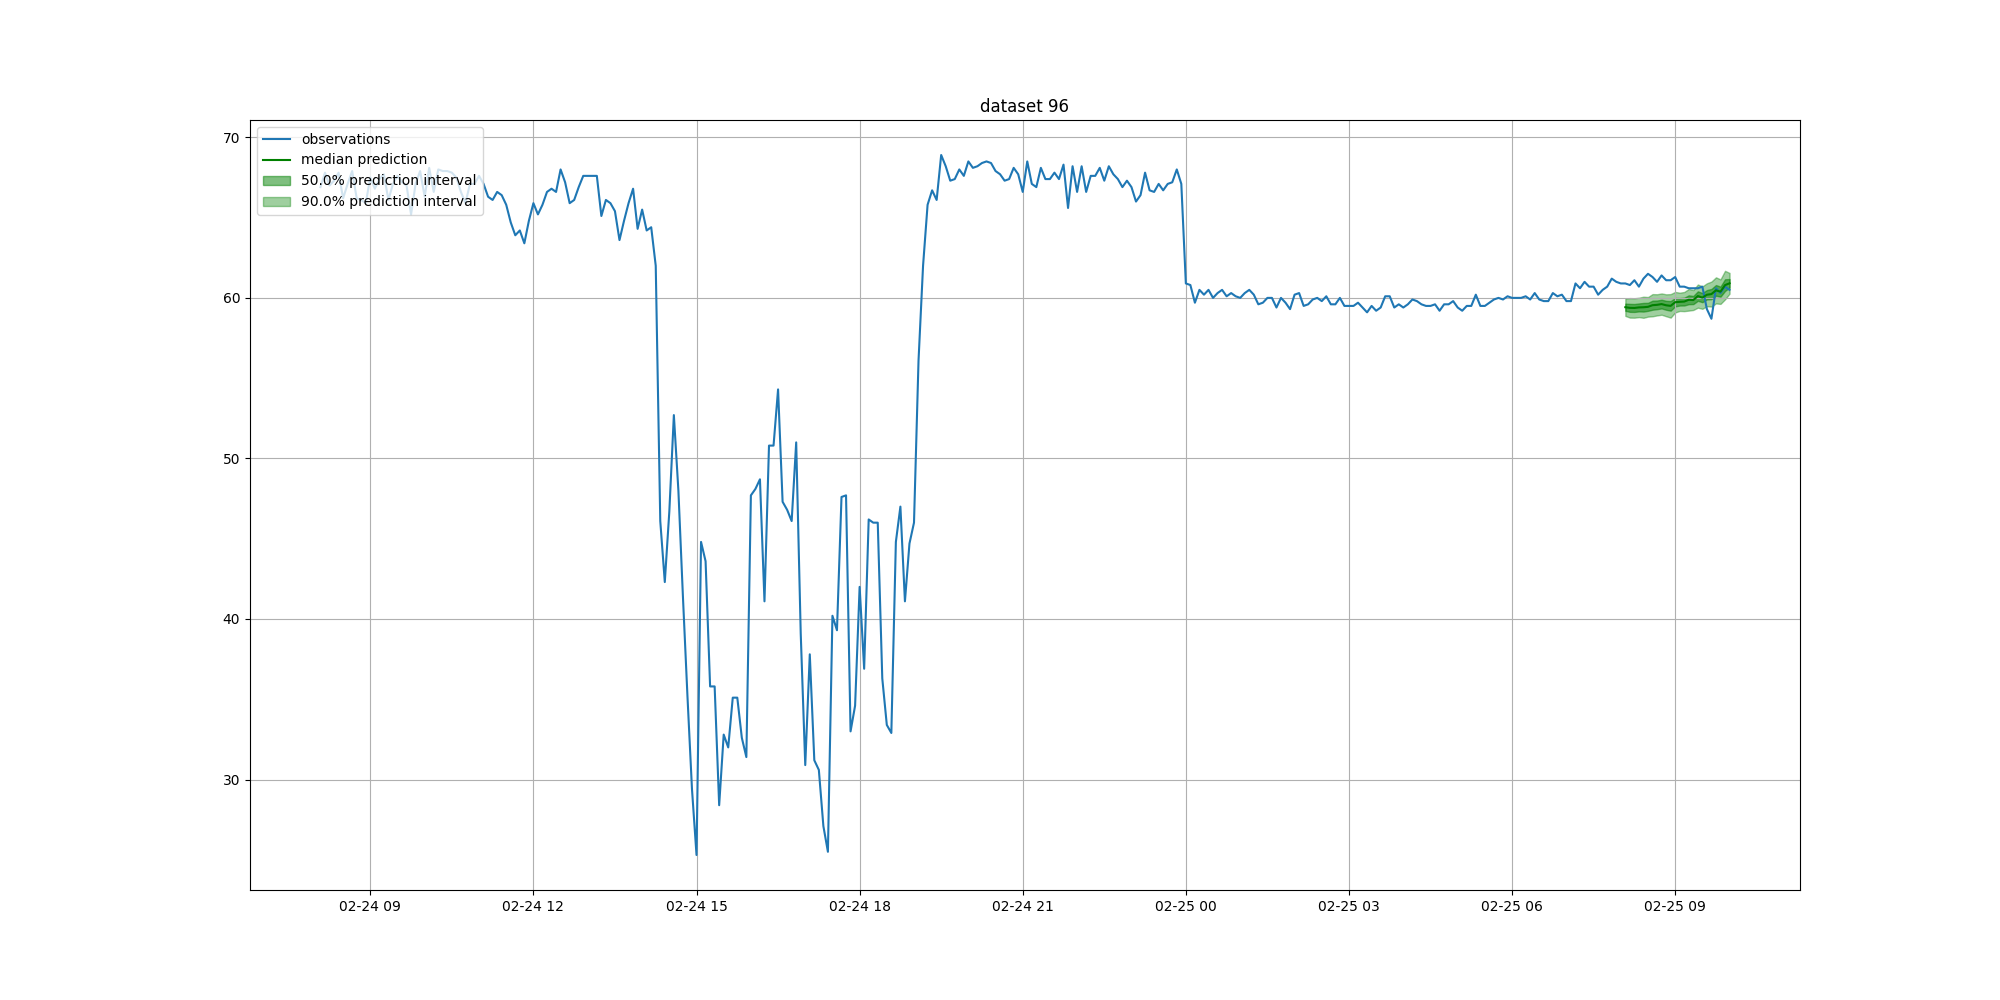 dataset 96
70
observations
median prediction
50.0% prediction interval
90.0% prediction interval
60
50
40
30
02-24 09
02-24 12
02-24 15
02-24 18
02-24 21
02-25 00
02-25 03
02-25 06
02-25 09